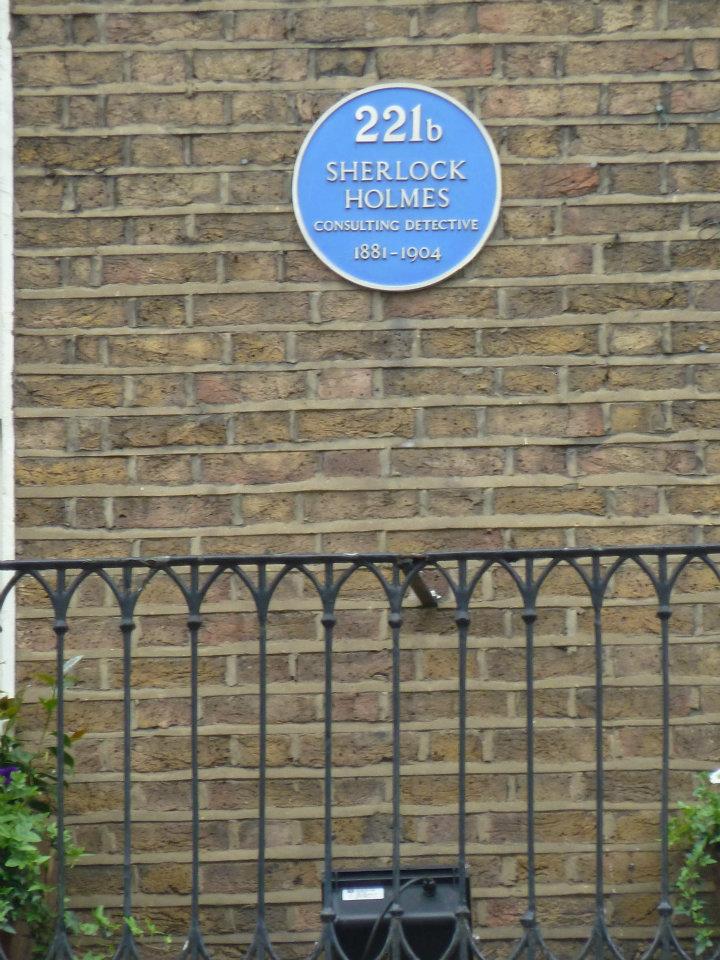 221b
SHERLOCK
HOLMES
CONSULTING DETECTIVE
1881-1904